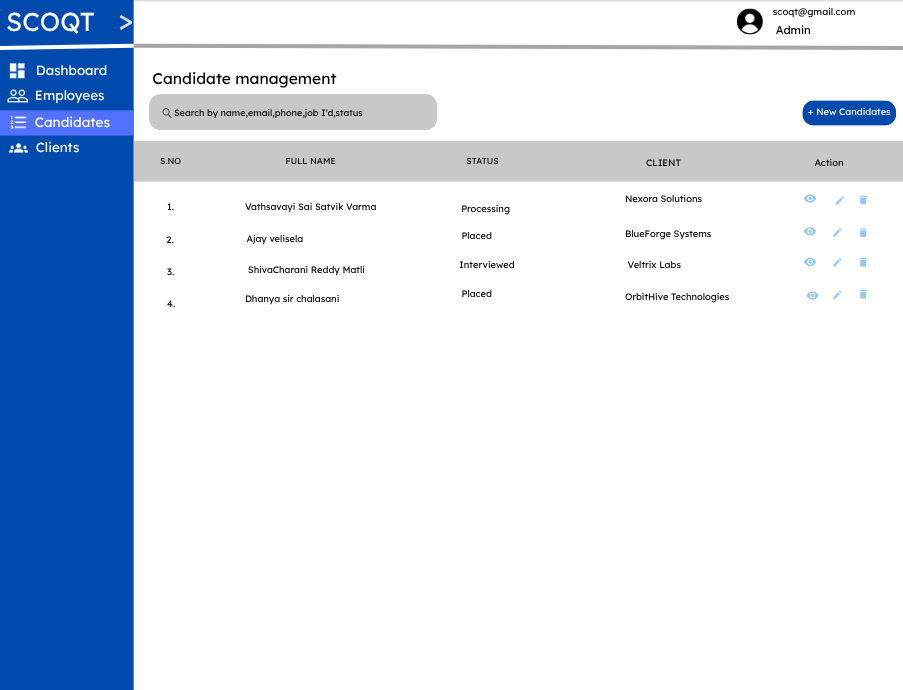 SCOQT >
scoqt@gmail.com
Admin
Dashboard
Employees
Candidates
Clients
Candidate management
Search by name,email,phone,job I'd,status
+ New Candidates
S.NO FULL NAME STATUS CLIENT Action
1. Vathsavayi Sai Satvik Varma Processing Nexora Solutions
2. Ajay velisela Placed BlueForge Systems
3. ShivaCharani Reddy Matli Interviewed Veltrix Labs
4. Dhanya sir chalasani Placed OrbitHive Technologies